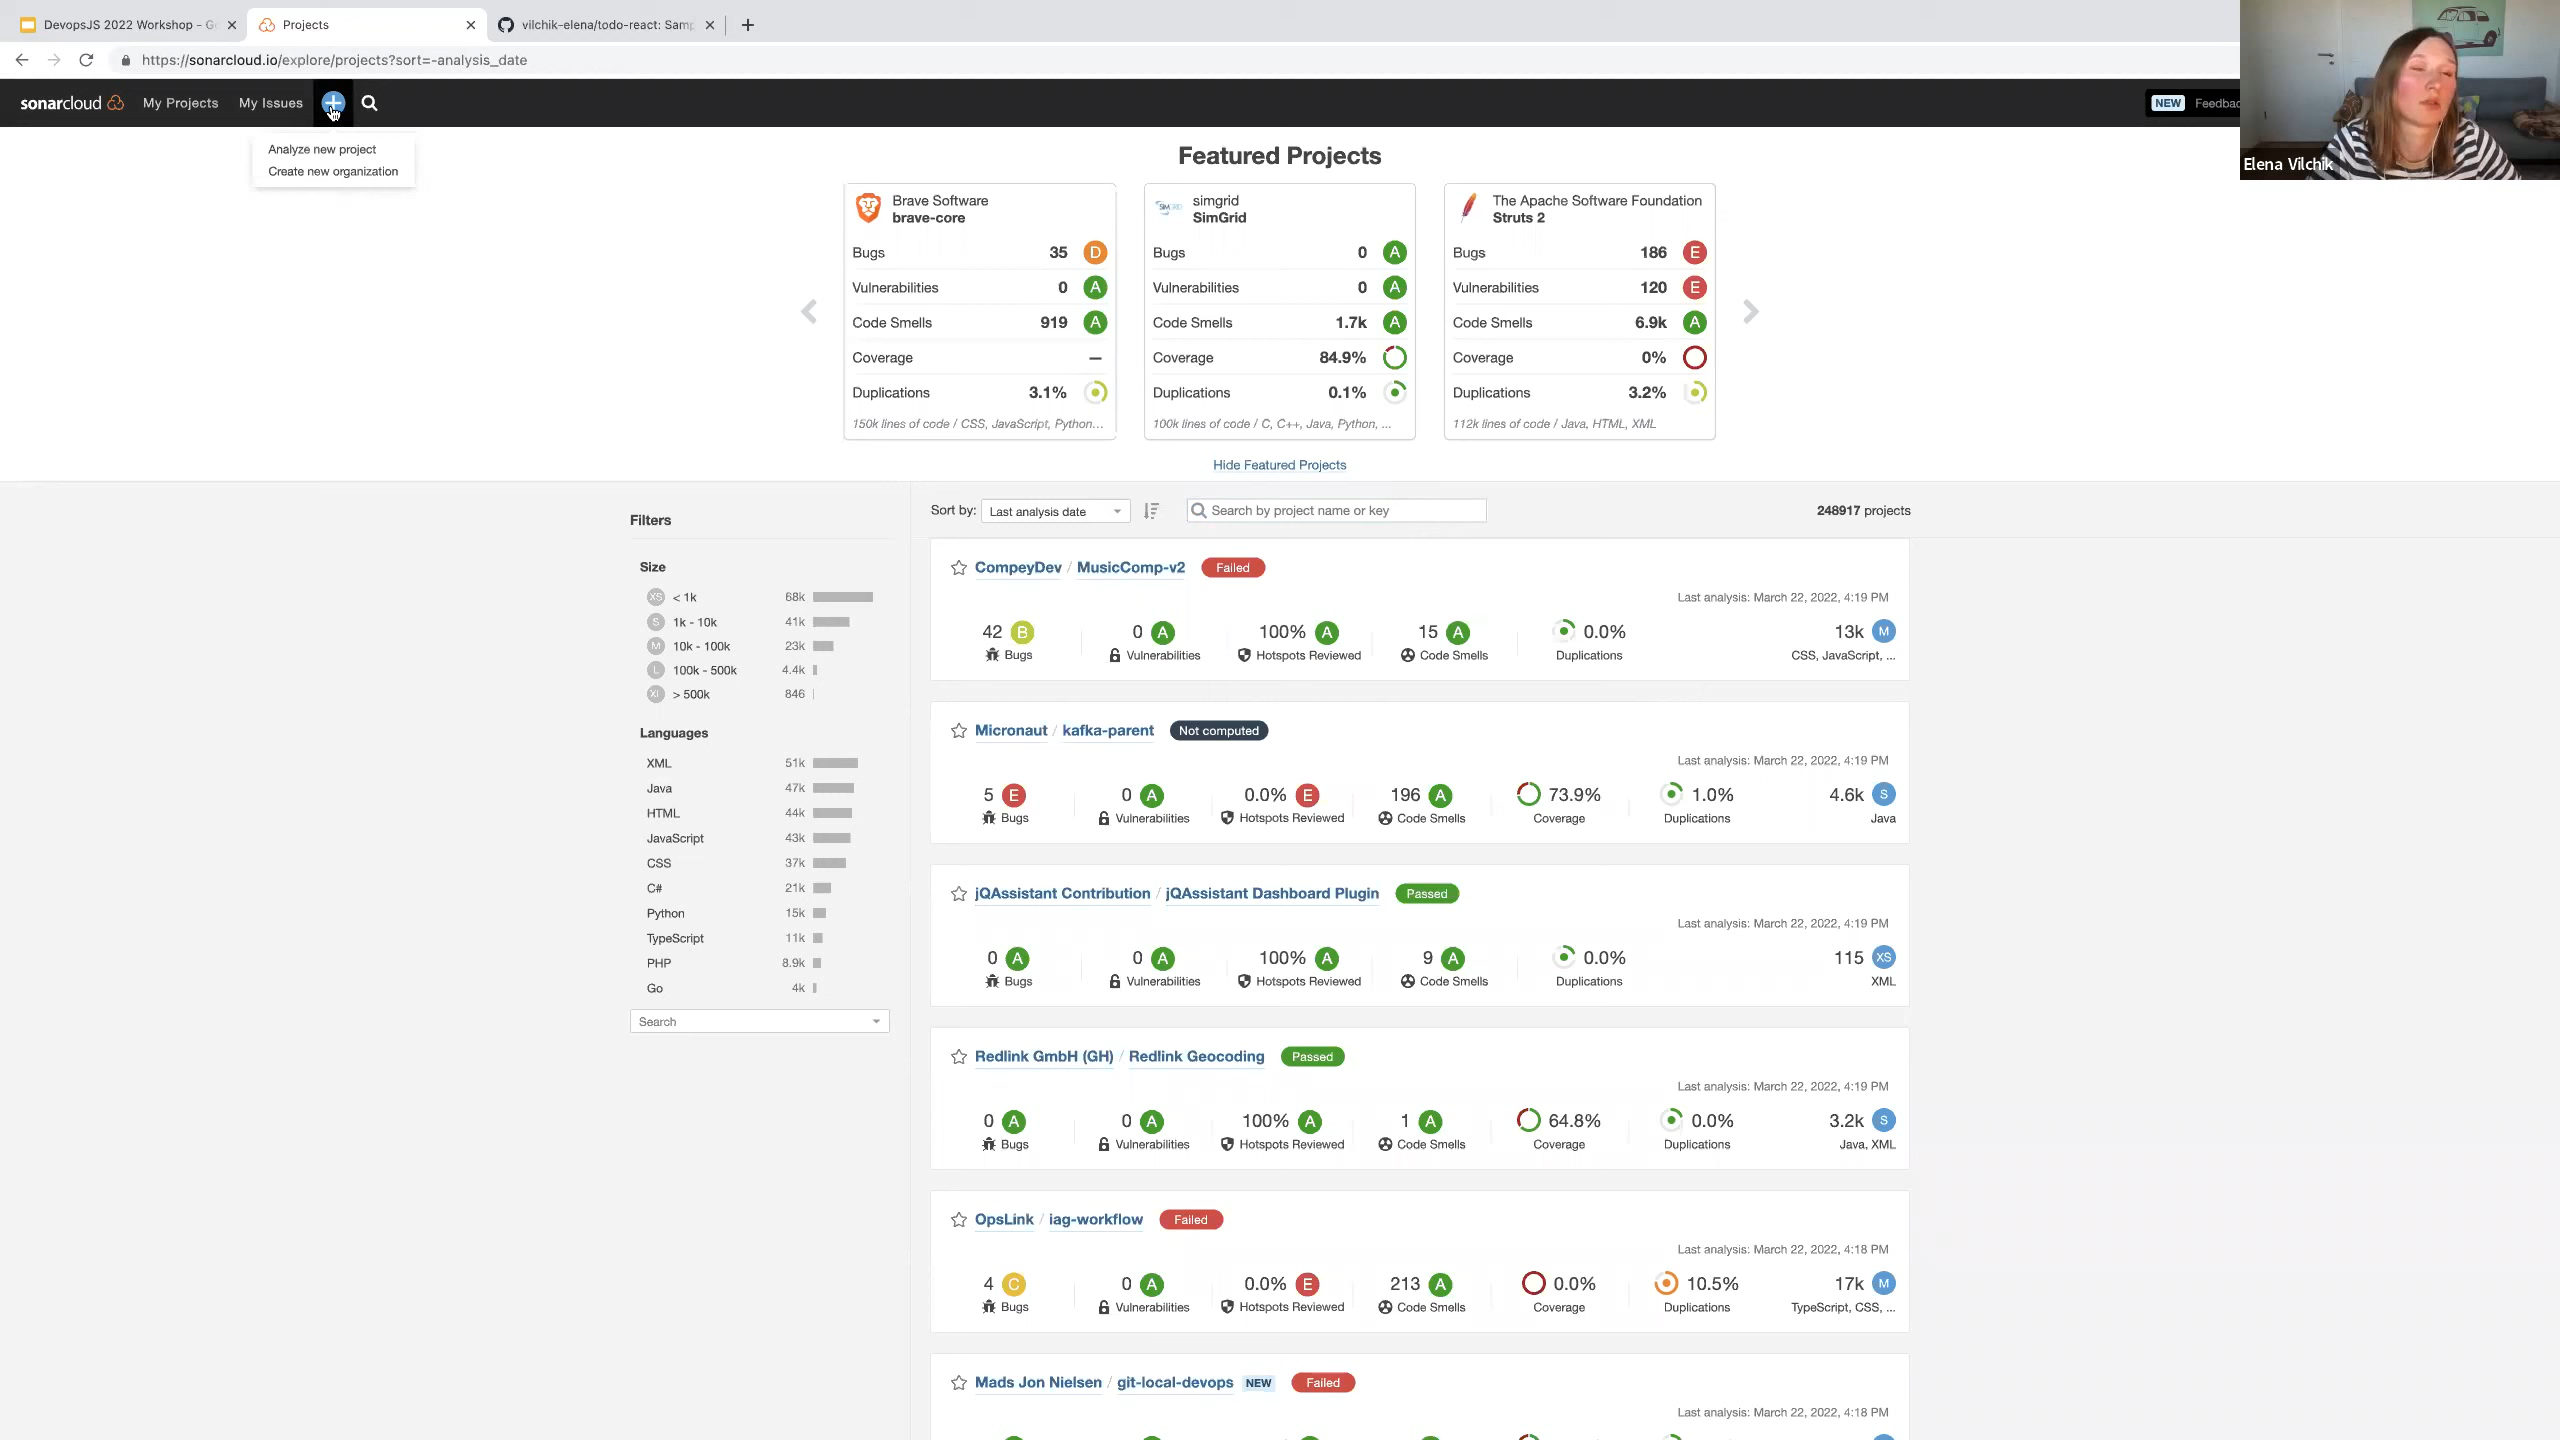 DevopsJS 2022 Workshop - Go
Projects
vilchik-elena/todo-react: Samp
https://sonarcloud.io/explore/projects?sort=-analysis_date
sonarcloud My Projects My Issues
NEW Feedbac
Elena Vilchik
Analyze new project
Create new organization
Featured Projects
Brave Software
brave-core
Bugs 35 D
Vulnerabilities 0 A
Code Smells 919 A
Coverage —
Duplications 3.1%
150k lines of code / CSS, JavaScript, Python...
simgrid
SimGrid
Bugs 0 A
Vulnerabilities 0 A
Code Smells 1.7k A
Coverage 84.9%
Duplications 0.1%
100k lines of code / C, C++, Java, Python, ...
The Apache Software Foundation
Struts 2
Bugs 186 E
Vulnerabilities 120 E
Code Smells 6.9k A
Coverage 0%
Duplications 3.2%
112k lines of code / Java, HTML, XML
Hide Featured Projects
Filters
Size
XS < 1k 68k
S 1k - 10k 41k
M 10k - 100k 23k
L 100k - 500k 4.4k
XL > 500k 846
Languages
XML 51k
Java 47k
HTML 44k
JavaScript 43k
CSS 37k
C# 21k
Python 15k
TypeScript 11k
PHP 8.9k
Go 4k
Search
Sort by: Last analysis date Search by project name or key 248917 projects
CompeyDev / MusicComp-v2 Failed
Last analysis: March 22, 2022, 4:19 PM
42 B 0 A 100% A 15 A 0.0% 13k M
Bugs Vulnerabilities Hotspots Reviewed Code Smells Duplications CSS, JavaScript, ...
Micronaut / kafka-parent Not computed
Last analysis: March 22, 2022, 4:19 PM
5 E 0 A 0.0% E 196 A 73.9% 1.0% 4.6k S
Bugs Vulnerabilities Hotspots Reviewed Code Smells Coverage Duplications Java
jQAssistant Contribution / jQAssistant Dashboard Plugin Passed
Last analysis: March 22, 2022, 4:19 PM
0 A 0 A 100% A 9 A 0.0% 115 XS
Bugs Vulnerabilities Hotspots Reviewed Code Smells Duplications XML
Redlink GmbH (GH) / Redlink Geocoding Passed
Last analysis: March 22, 2022, 4:19 PM
0 A 0 A 100% A 1 A 64.8% 0.0% 3.2k S
Bugs Vulnerabilities Hotspots Reviewed Code Smells Coverage Duplications Java, XML
OpsLink / iag-workflow Failed
Last analysis: March 22, 2022, 4:18 PM
4 C 0 A 0.0% E 213 A 0.0% 10.5% 17k M
Bugs Vulnerabilities Hotspots Reviewed Code Smells Coverage Duplications TypeScript, CSS, ...
Mads Jon Nielsen / git-local-devops NEW Failed
Last analysis: March 22, 2022, 4:18 PM